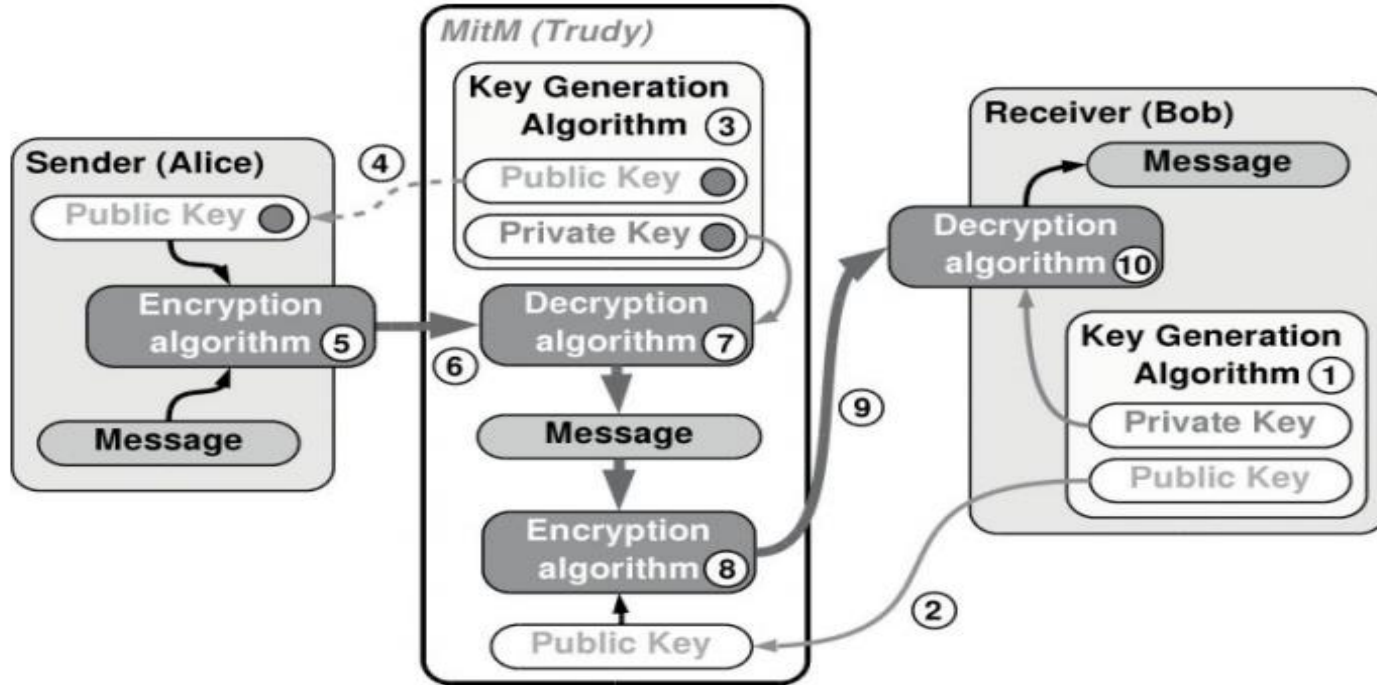 MitM (Trudy)
Key Generation
Algorithm 3
Public Key
Private Key
Decryption
algorithm 7
Message
Encryption
algorithm 8
Public Key
Sender (Alice)
Public Key
Encryption
algorithm 5
Message
4
6
Receiver (Bob)
Message
Decryption
algorithm 10
Key Generation
Algorithm 1
Private Key
Public Key
9
2